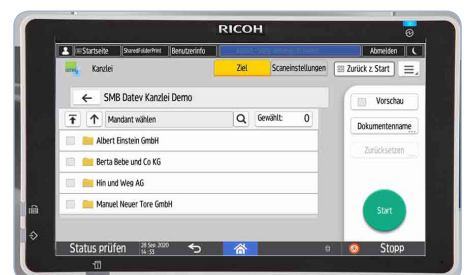 RICOH
Startseite SharedFolderPrint Benutzerinfo Abmelden
Kanzlei Ziel Scaneinstellungen Zurück z. Start
SMB Datev Kanzlei Demo
Vorschau
Mandant wählen Gewählt: 0
Dokumentenname
Albert Einstein GmbH
Zurücksetzen
Berta Bebe und Co KG
Hin und Weg AG
Manuel Neuer Tore GmbH
Start
Status prüfen 28 Sep. 2020 Stopp
14:33